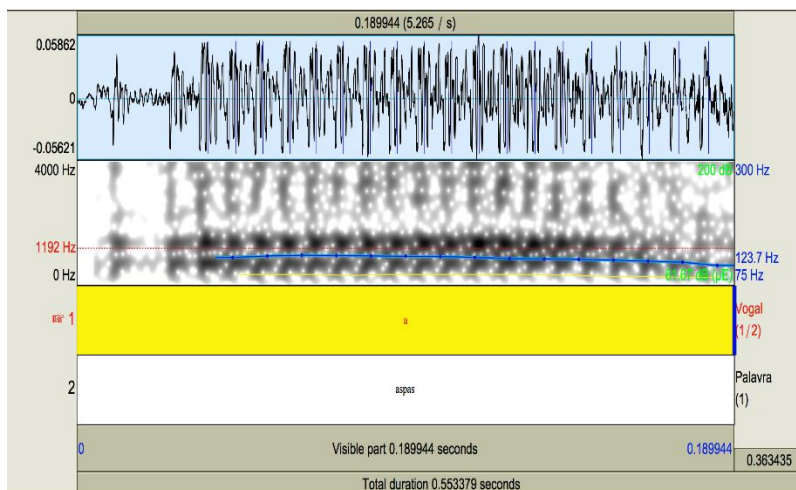 0.189944 (5.265 / s)
0.05862
0
-0.05621
4000 Hz
200 dB
300 Hz
1192 Hz
123.7 Hz
0 Hz
75 Hz
1
a
Vogal
(1/2)
2
aspas
Palavra
(1)
0
Visible part 0.189944 seconds
0.189944
0.363435
Total duration 0.553379 seconds